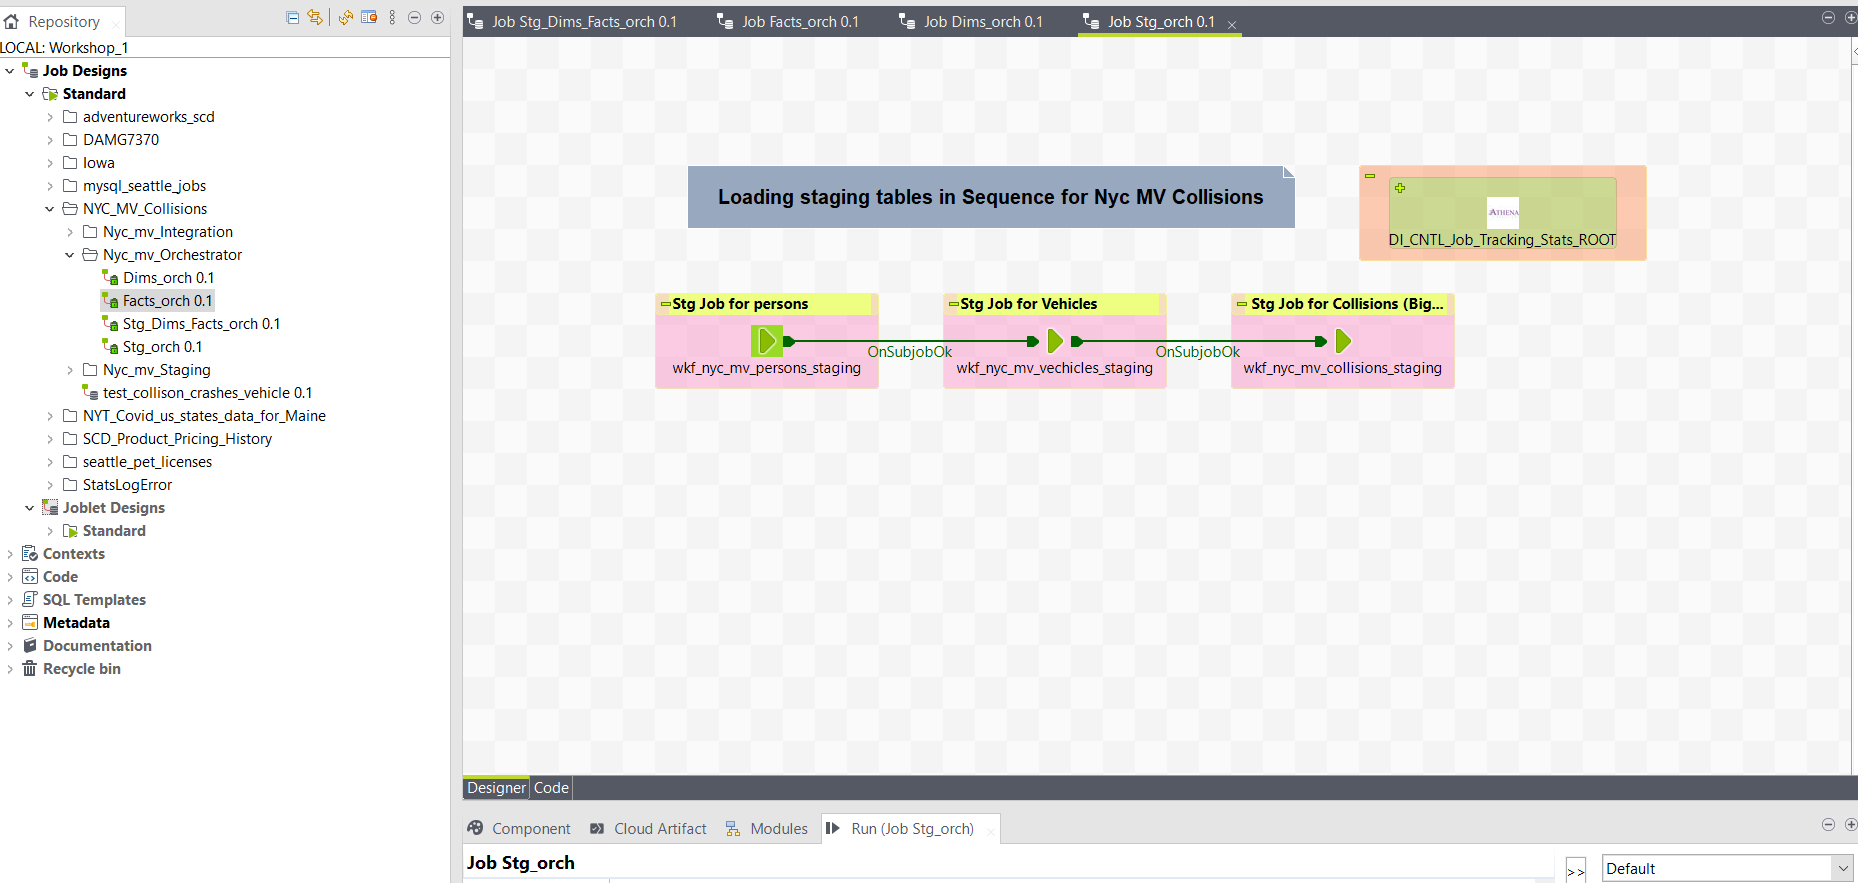 Repository
LOCAL: Workshop_1
Job Designs
Standard
adventureworks_scd
DAMG7370
Iowa
mysql_seattle_jobs
NYC_MV_Collisions
Nyc_mv_Integration
Nyc_mv_Orchestrator
Dims_orch 0.1
Facts_orch 0.1
Stg_Dims_Facts_orch 0.1
Stg_orch 0.1
Nyc_mv_Staging
test_collison_crashes_vehicle 0.1
NYT_Covid_us_states_data_for_Maine
SCD_Product_Pricing_History
seattle_pet_licenses
StatsLogError
Joblet Designs
Standard
Contexts
Code
SQL Templates
Metadata
Documentation
Recycle bin
Job Stg_Dims_Facts_orch 0.1
Job Facts_orch 0.1
Job Dims_orch 0.1
Job Stg_orch 0.1
Loading staging tables in Sequence for Nyc MV Collisions
ATHENA
DI_CNTL_Job_Tracking_Stats_ROOT
Stg Job for persons
Stg Job for Vehicles
Stg Job for Collisions (Big...
OnSubjobOk
OnSubjobOk
wkf_nyc_mv_persons_staging
wkf_nyc_mv_vechicles_staging
wkf_nyc_mv_collisions_staging
Designer
Code
Component
Cloud Artifact
Modules
Run (Job Stg_orch)
Job Stg_orch
>>
Default